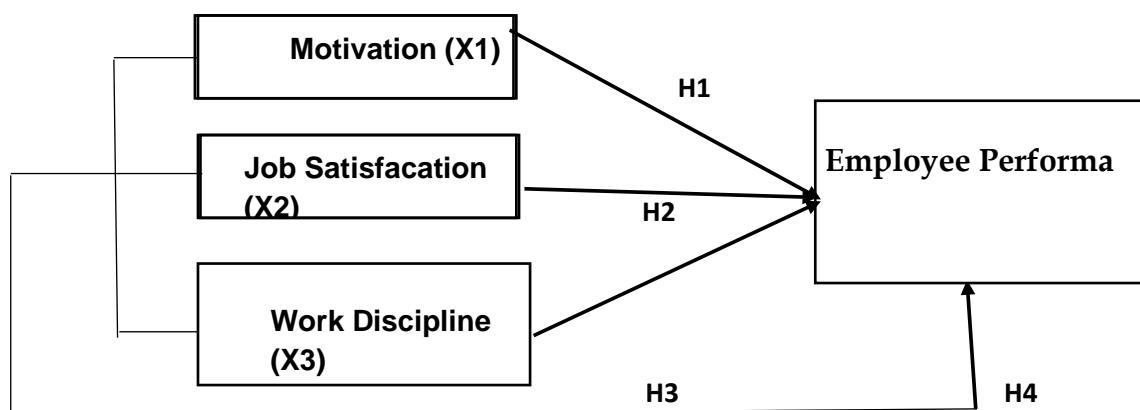 Motivation (X1)
H1
Employee Performa
Job Satisfacation
(X2)
H2
Work Discipline
(X3)
H3
H4